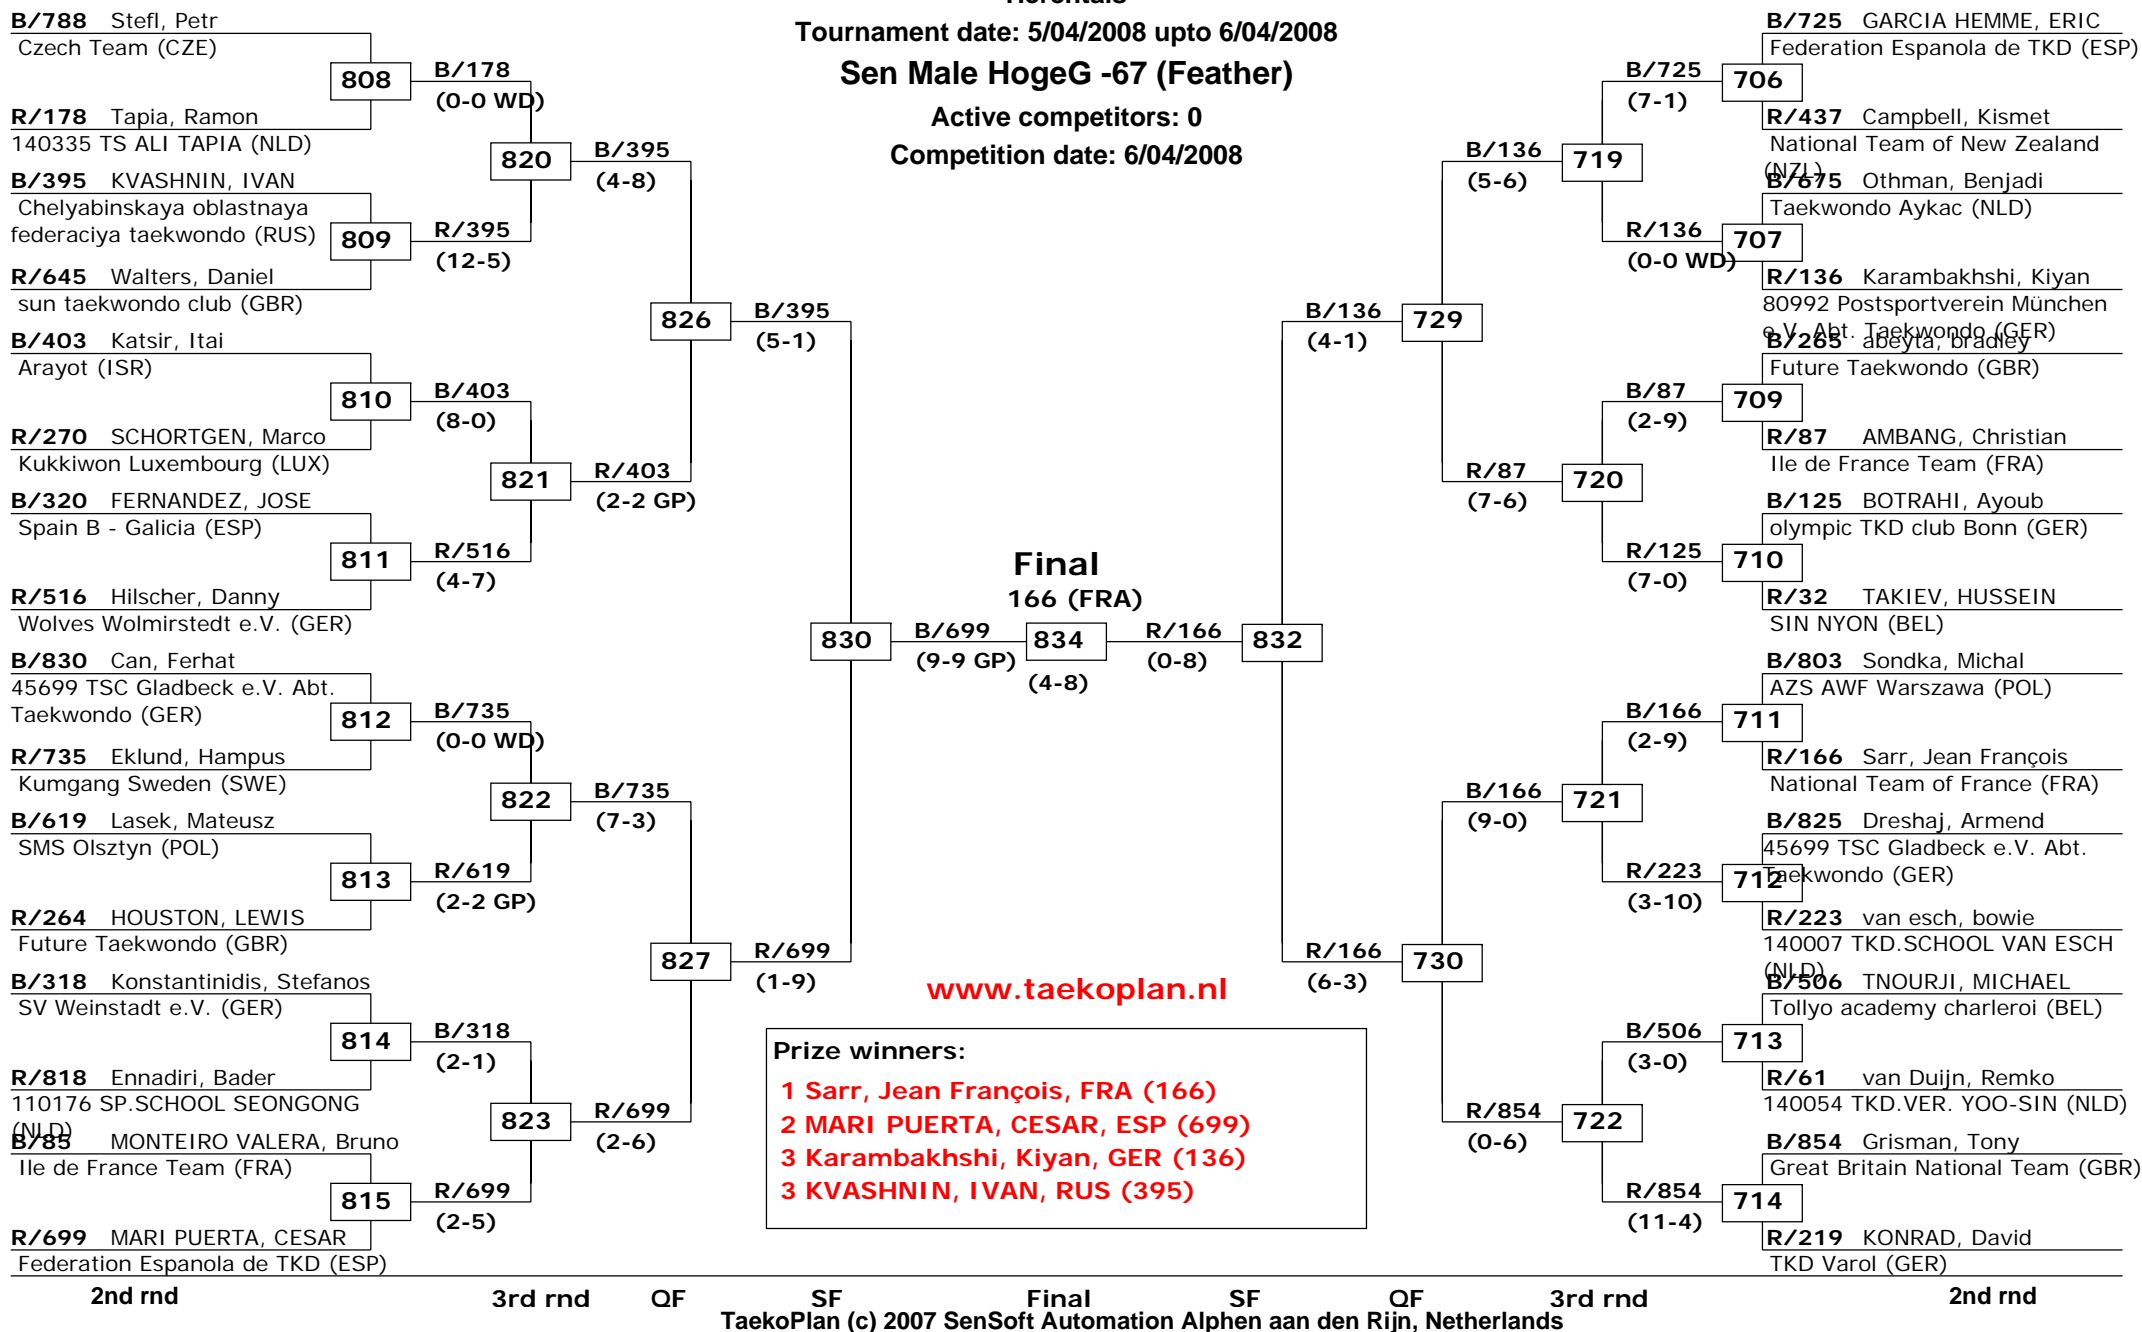 Tournament date: 5/04/2008 upto 6/04/2008
Sen Male HogeG -67 (Feather)
Active competitors: 0
Competition date: 6/04/2008
B/788 Stefl, Petr
Czech Team (CZE)
808
R/178 Tapia, Ramon
140335 TS ALI TAPIA (NLD)
B/395 KVASHNIN, IVAN
Chelyabinskaya oblastnaya
federaciya taekwondo (RUS)
809
R/645 Walters, Daniel
sun taekwondo club (GBR)
B/403 Katsir, Itai
Arayot (ISR)
810
R/270 SCHORTGEN, Marco
Kukkiwon Luxembourg (LUX)
B/320 FERNANDEZ, JOSE
Spain B - Galicia (ESP)
811
R/516 Hilscher, Danny
Wolves Wolmirstedt e.V. (GER)
B/830 Can, Ferhat
45699 TSC Gladbeck e.V. Abt.
Taekwondo (GER)
812
R/735 Eklund, Hampus
Kumgang Sweden (SWE)
B/619 Lasek, Mateusz
SMS Olsztyn (POL)
813
R/264 HOUSTON, LEWIS
Future Taekwondo (GBR)
B/318 Konstantinidis, Stefanos
SV Weinstadt e.V. (GER)
814
R/818 Ennadiri, Bader
110176 SP.SCHOOL SEONGONG
(NLD)
B/85 MONTEIRO VALERA, Bruno
Ile de France Team (FRA)
815
R/699 MARI PUERTA, CESAR
Federation Espanola de TKD (ESP)
B/178
(0-0 WD)
820
R/395
(12-5)
B/403
(8-0)
821
R/516
(4-7)
B/735
(0-0 WD)
822
R/619
(2-2 GP)
B/318
(2-1)
823
R/699
(2-5)
B/395
(4-8)
826
R/403
(2-2 GP)
B/735
(7-3)
827
R/699
(2-6)
B/395
(5-1)
830
R/699
(1-9)
B/699
(9-9 GP)
Final
166 (FRA)
834
(4-8)
R/166
(0-8)
832
B/136
(4-1)
R/166
(6-3)
729
730
B/136
(5-6)
R/87
(7-6)
B/166
(9-0)
R/854
(0-6)
719
720
721
722
B/725
(7-1)
R/136
(0-0 WD)
B/87
(2-9)
R/125
(7-0)
B/166
(2-9)
R/223
(3-10)
B/506
(3-0)
R/854
(11-4)
B/725 GARCIA HEMME, ERIC
Federation Espanola de TKD (ESP)
706
R/437 Campbell, Kismet
National Team of New Zealand
(NZL)
B/675 Othman, Benjadi
Taekwondo Aykac (NLD)
707
R/136 Karambakhshi, Kiyan
80992 Postsportverein München
e.V. Abt. Taekwondo (GER)
B/265 abeyta, bradley
Future Taekwondo (GBR)
709
R/87 AMBANG, Christian
Ile de France Team (FRA)
B/125 BOTRAHI, Ayoub
olympic TKD club Bonn (GER)
710
R/32 TAKIEV, HUSSEIN
SIN NYON (BEL)
B/803 Sondka, Michal
AZS AWF Warszawa (POL)
711
R/166 Sarr, Jean François
National Team of France (FRA)
B/825 Dreshaj, Armend
45699 TSC Gladbeck e.V. Abt.
Taekwondo (GER)
712
R/223 van esch, bowie
140007 TKD.SCHOOL VAN ESCH
(NLD)
B/506 TNOURJI, MICHAEL
Tollyo academy charleroi (BEL)
713
R/61 van Duijn, Remko
140054 TKD.VER. YOO-SIN (NLD)
B/854 Grisman, Tony
Great Britain National Team (GBR)
714
R/219 KONRAD, David
TKD Varol (GER)
www.taekoplan.nl
Prize winners:
1 Sarr, Jean François, FRA (166)
2 MARI PUERTA, CESAR, ESP (699)
3 Karambakhshi, Kiyan, GER (136)
3 KVASHNIN, IVAN, RUS (395)
2nd rnd 3rd rnd QF SF Final SF QF 3rd rnd 2nd rnd
TaekoPlan (c) 2007 SenSoft Automation Alphen aan den Rijn, Netherlands